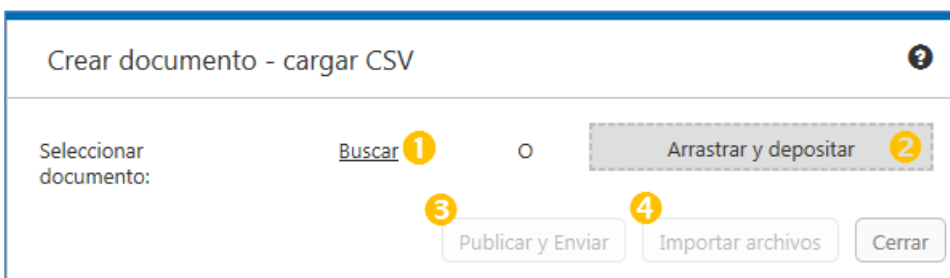 Crear documento - cargar CSV ?
Seleccionar documento: Buscar 1 O Arrastrar y depositar 2
3 Publicar y Enviar 4 Importar archivos Cerrar